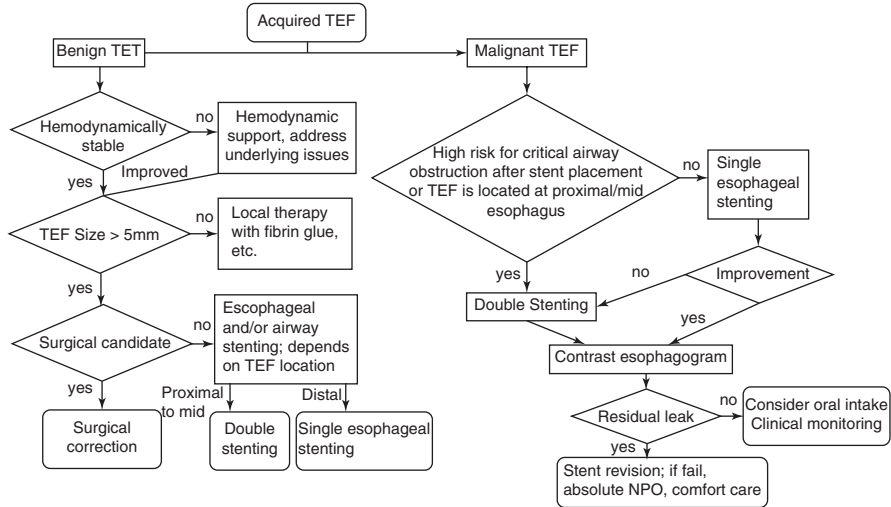 Acquired TEF
Benign TET
Malignant TEF
Hemodynamically
stable
no
Hemodynamic
support, address
underlying issues
Improved
yes
TEF Size > 5mm
no
Local therapy
with fibrin glue,
etc.
yes
Surgical candidate
no
Escophageal
and/or airway
stenting; depends
on TEF location
yes
Proximal
to mid
Distal
Surgical
correction
Double
stenting
Single esophageal
stenting
High risk for critical airway
obstruction after stent placement
or TEF is located at proximal/mid
esophagus
no
Single
esophageal
stenting
yes
no
Improvement
Double Stenting
yes
Contrast esophagogram
Residual leak
no
Consider oral intake
Clinical monitoring
yes
Stent revision; if fail,
absolute NPO, comfort care